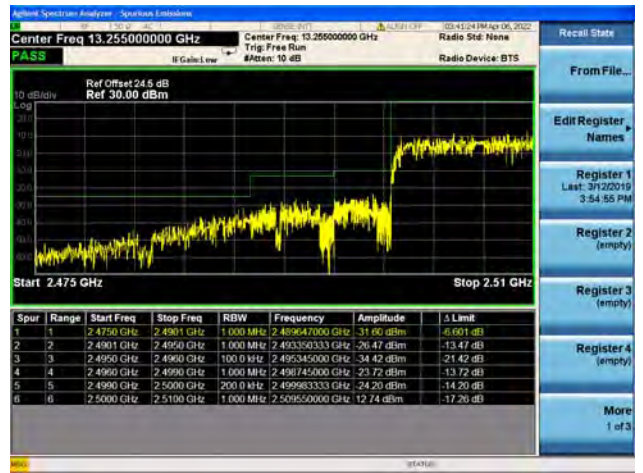 Agilent Spectrum Analyzer - Spurious Emissions
RF 50 Ω AC SENSE:INT ALIGN OFF 03:41:24 PM Apr 06, 2022
Center Freq 13.255000000 GHz Center Freq: 13.255000000 GHz Radio Std: None Recall State
PASS Trig: Free Run
IFGain:Low #Atten: 10 dB Radio Device: BTS
From File...
Ref Offset 24.5 dB
10 dB/div Ref 30.00 dBm
Log
20.0
10.0
Edit Register
Names
Register 1
Last: 3/12/2019
3:54:55 PM
Register 2
(empty)
Start 2.475 GHz Stop 2.51 GHz
Register 3
(empty)
Spur Range Start Freq Stop Freq RBW Frequency Amplitude Δ Limit
1 1 2.4750 GHz 2.4901 GHz 1.000 MHz 2.489647000 GHz -31.60 dBm -6.601 dB
2 2 2.4901 GHz 2.4950 GHz 1.000 MHz 2.493350333 GHz -26.47 dBm -13.47 dB
3 3 2.4950 GHz 2.4960 GHz 100.0 kHz 2.495345000 GHz -34.42 dBm -21.42 dB
4 4 2.4960 GHz 2.4990 GHz 1.000 MHz 2.498745000 GHz -23.72 dBm -13.72 dB
5 5 2.4990 GHz 2.5000 GHz 200.0 kHz 2.499983333 GHz -24.20 dBm -14.20 dB
6 6 2.5000 GHz 2.5100 GHz 1.000 MHz 2.509550000 GHz 12.74 dBm -17.26 dB
Register 4
(empty)
More
1 of 3
MSG STATUS